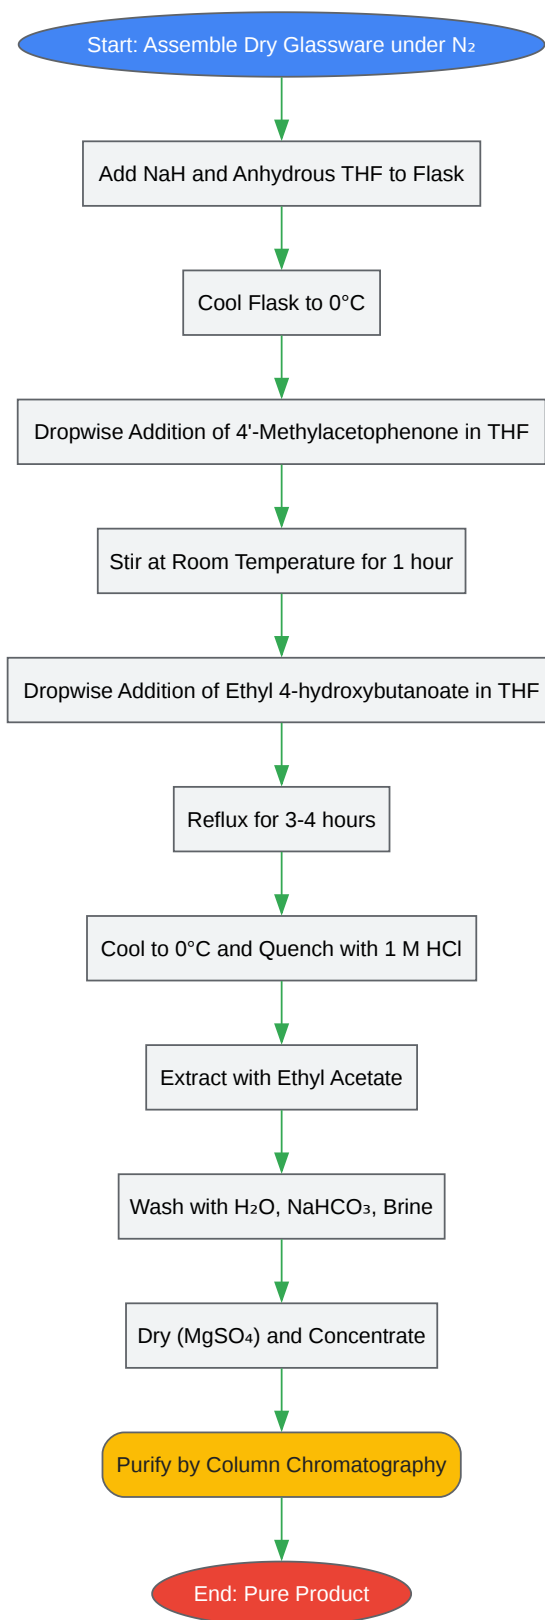 Start: Assemble Dry Glassware under N₂
Add NaH and Anhydrous THF to Flask
Cool Flask to 0°C
Dropwise Addition of 4'-Methylacetophenone in THF
Stir at Room Temperature for 1 hour
Dropwise Addition of Ethyl 4-hydroxybutanoate in THF
Reflux for 3-4 hours
Cool to 0°C and Quench with 1 M HCl
Extract with Ethyl Acetate
Wash with H₂O, NaHCO₃, Brine
Dry (MgSO₄) and Concentrate
Purify by Column Chromatography
End: Pure Product